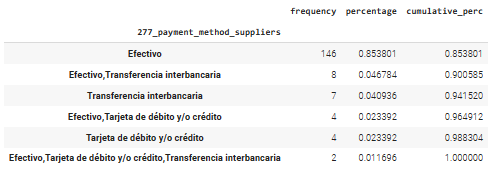 frequency percentage cumulative_perc
277_payment_method_suppliers
Efectivo 146 0.853801 0.853801
Efectivo,Transferencia interbancaria 8 0.046784 0.900585
Transferencia interbancaria 7 0.040936 0.941520
Efectivo,Tarjeta de débito y/o crédito 4 0.023392 0.964912
Tarjeta de débito y/o crédito 4 0.023392 0.988304
Efectivo,Tarjeta de débito y/o crédito,Transferencia interbancaria 2 0.011696 1.000000